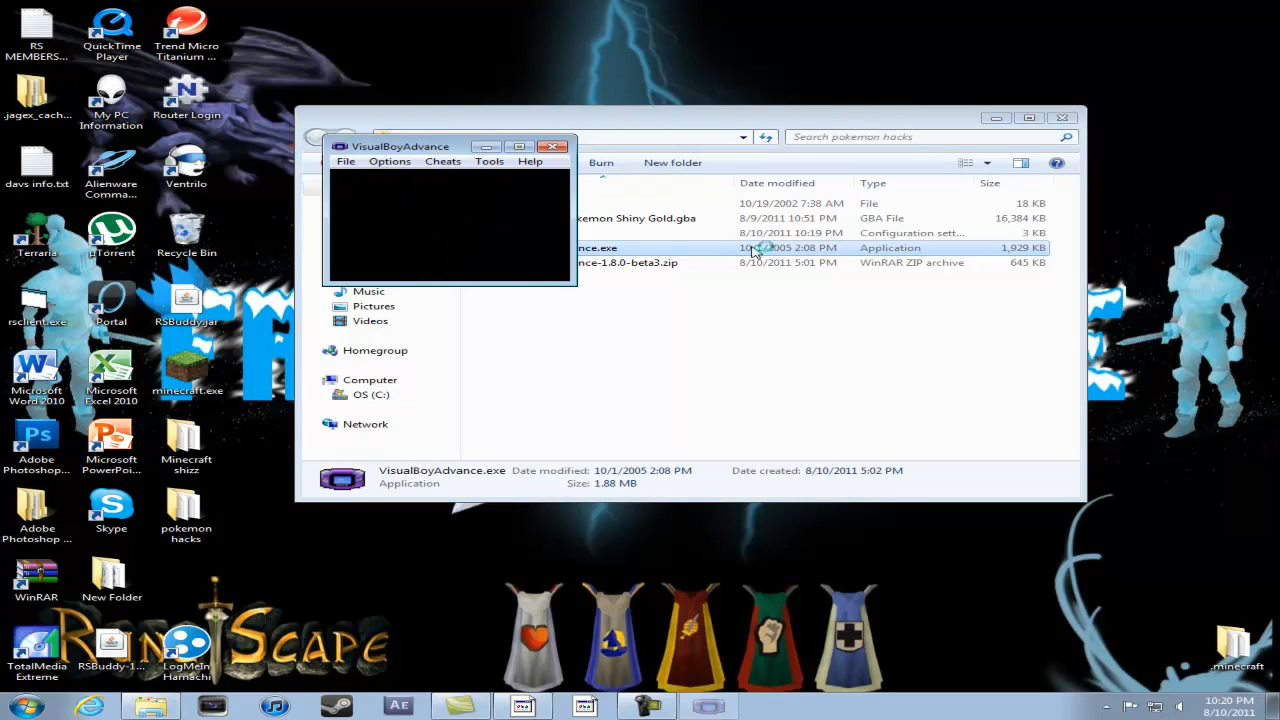 RS
MEMBERS...
QuickTime
Player
Trend Micro
Titanium ...
.jagex_cach...
My PC
Information
Router Login
davs info.txt
Alienware
Comma...
Ventrilo
Terraria
µTorrent
Recycle Bin
rsclient.exe
Portal
RSBuddy.jar
Microsoft
Word 2010
Microsoft
Excel 2010
minecraft.exe
Adobe
Photoshop...
Microsoft
PowerPoi...
Minecraft
shizz
Adobe
Photoshop ...
Skype
pokemon
hacks
WinRAR
New Folder
TotalMedia
Extreme
RSBuddy-1...
LogMeIn
Hamachi
RuneScape
.minecraft
Search pokemon hacks
Burn New folder
Date modified Type Size
10/19/2002 7:38 AM File 18 KB
kemon Shiny Gold.gba 8/9/2011 10:51 PM GBA File 16,384 KB
8/10/2011 10:19 PM Configuration sett... 3 KB
nce.exe 2005 2:08 PM Application 1,929 KB
nce-1.8.0-beta3.zip 8/10/2011 5:01 PM WinRAR ZIP archive 645 KB
VisualBoyAdvance
File Options Cheats Tools Help
Music
Pictures
Videos
Homegroup
Computer
OS (C:)
Network
VisualBoyAdvance.exe Date modified: 10/1/2005 2:08 PM Date created: 8/10/2011 5:02 PM
Application Size: 1.88 MB
Ae
10:20 PM
8/10/2011